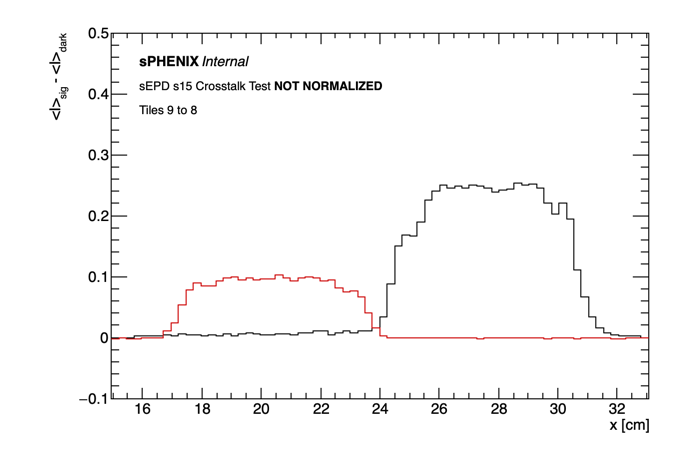 0.5
<I>sig - <I>dark
sPHENIX Internal
sEPD s15 Crosstalk Test NOT NORMALIZED
0.4
Tiles 9 to 8
0.3
0.2
0.1
0
−0.1
16 18 20 22 24 26 28 30 32
x [cm]